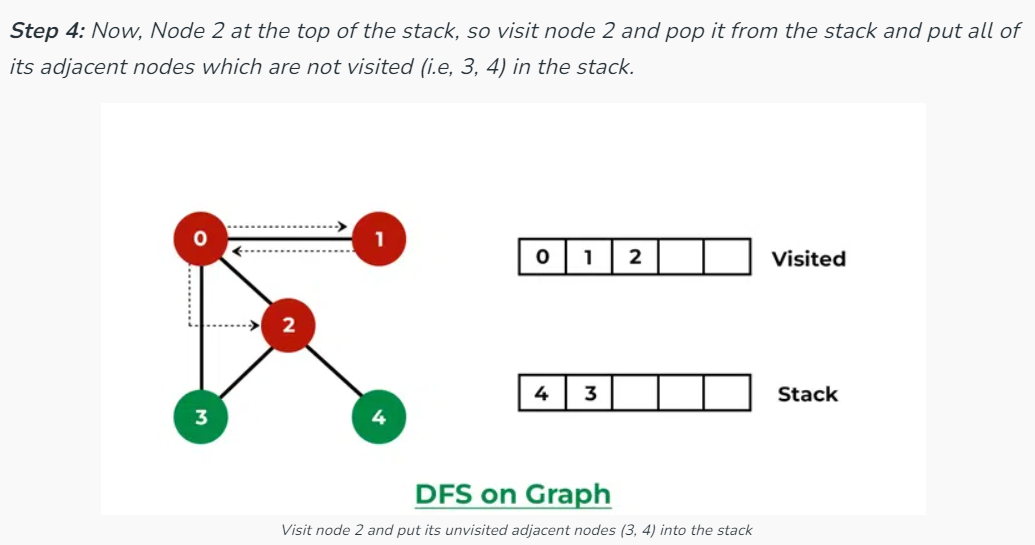 Step 4: Now, Node 2 at the top of the stack, so visit node 2 and pop it from the stack and put all of
its adjacent nodes which are not visited (i.e, 3, 4) in the stack.
0 1
0 1 2 Visited
2
4 3 Stack
3 4
DFS on Graph
Visit node 2 and put its unvisited adjacent nodes (3, 4) into the stack